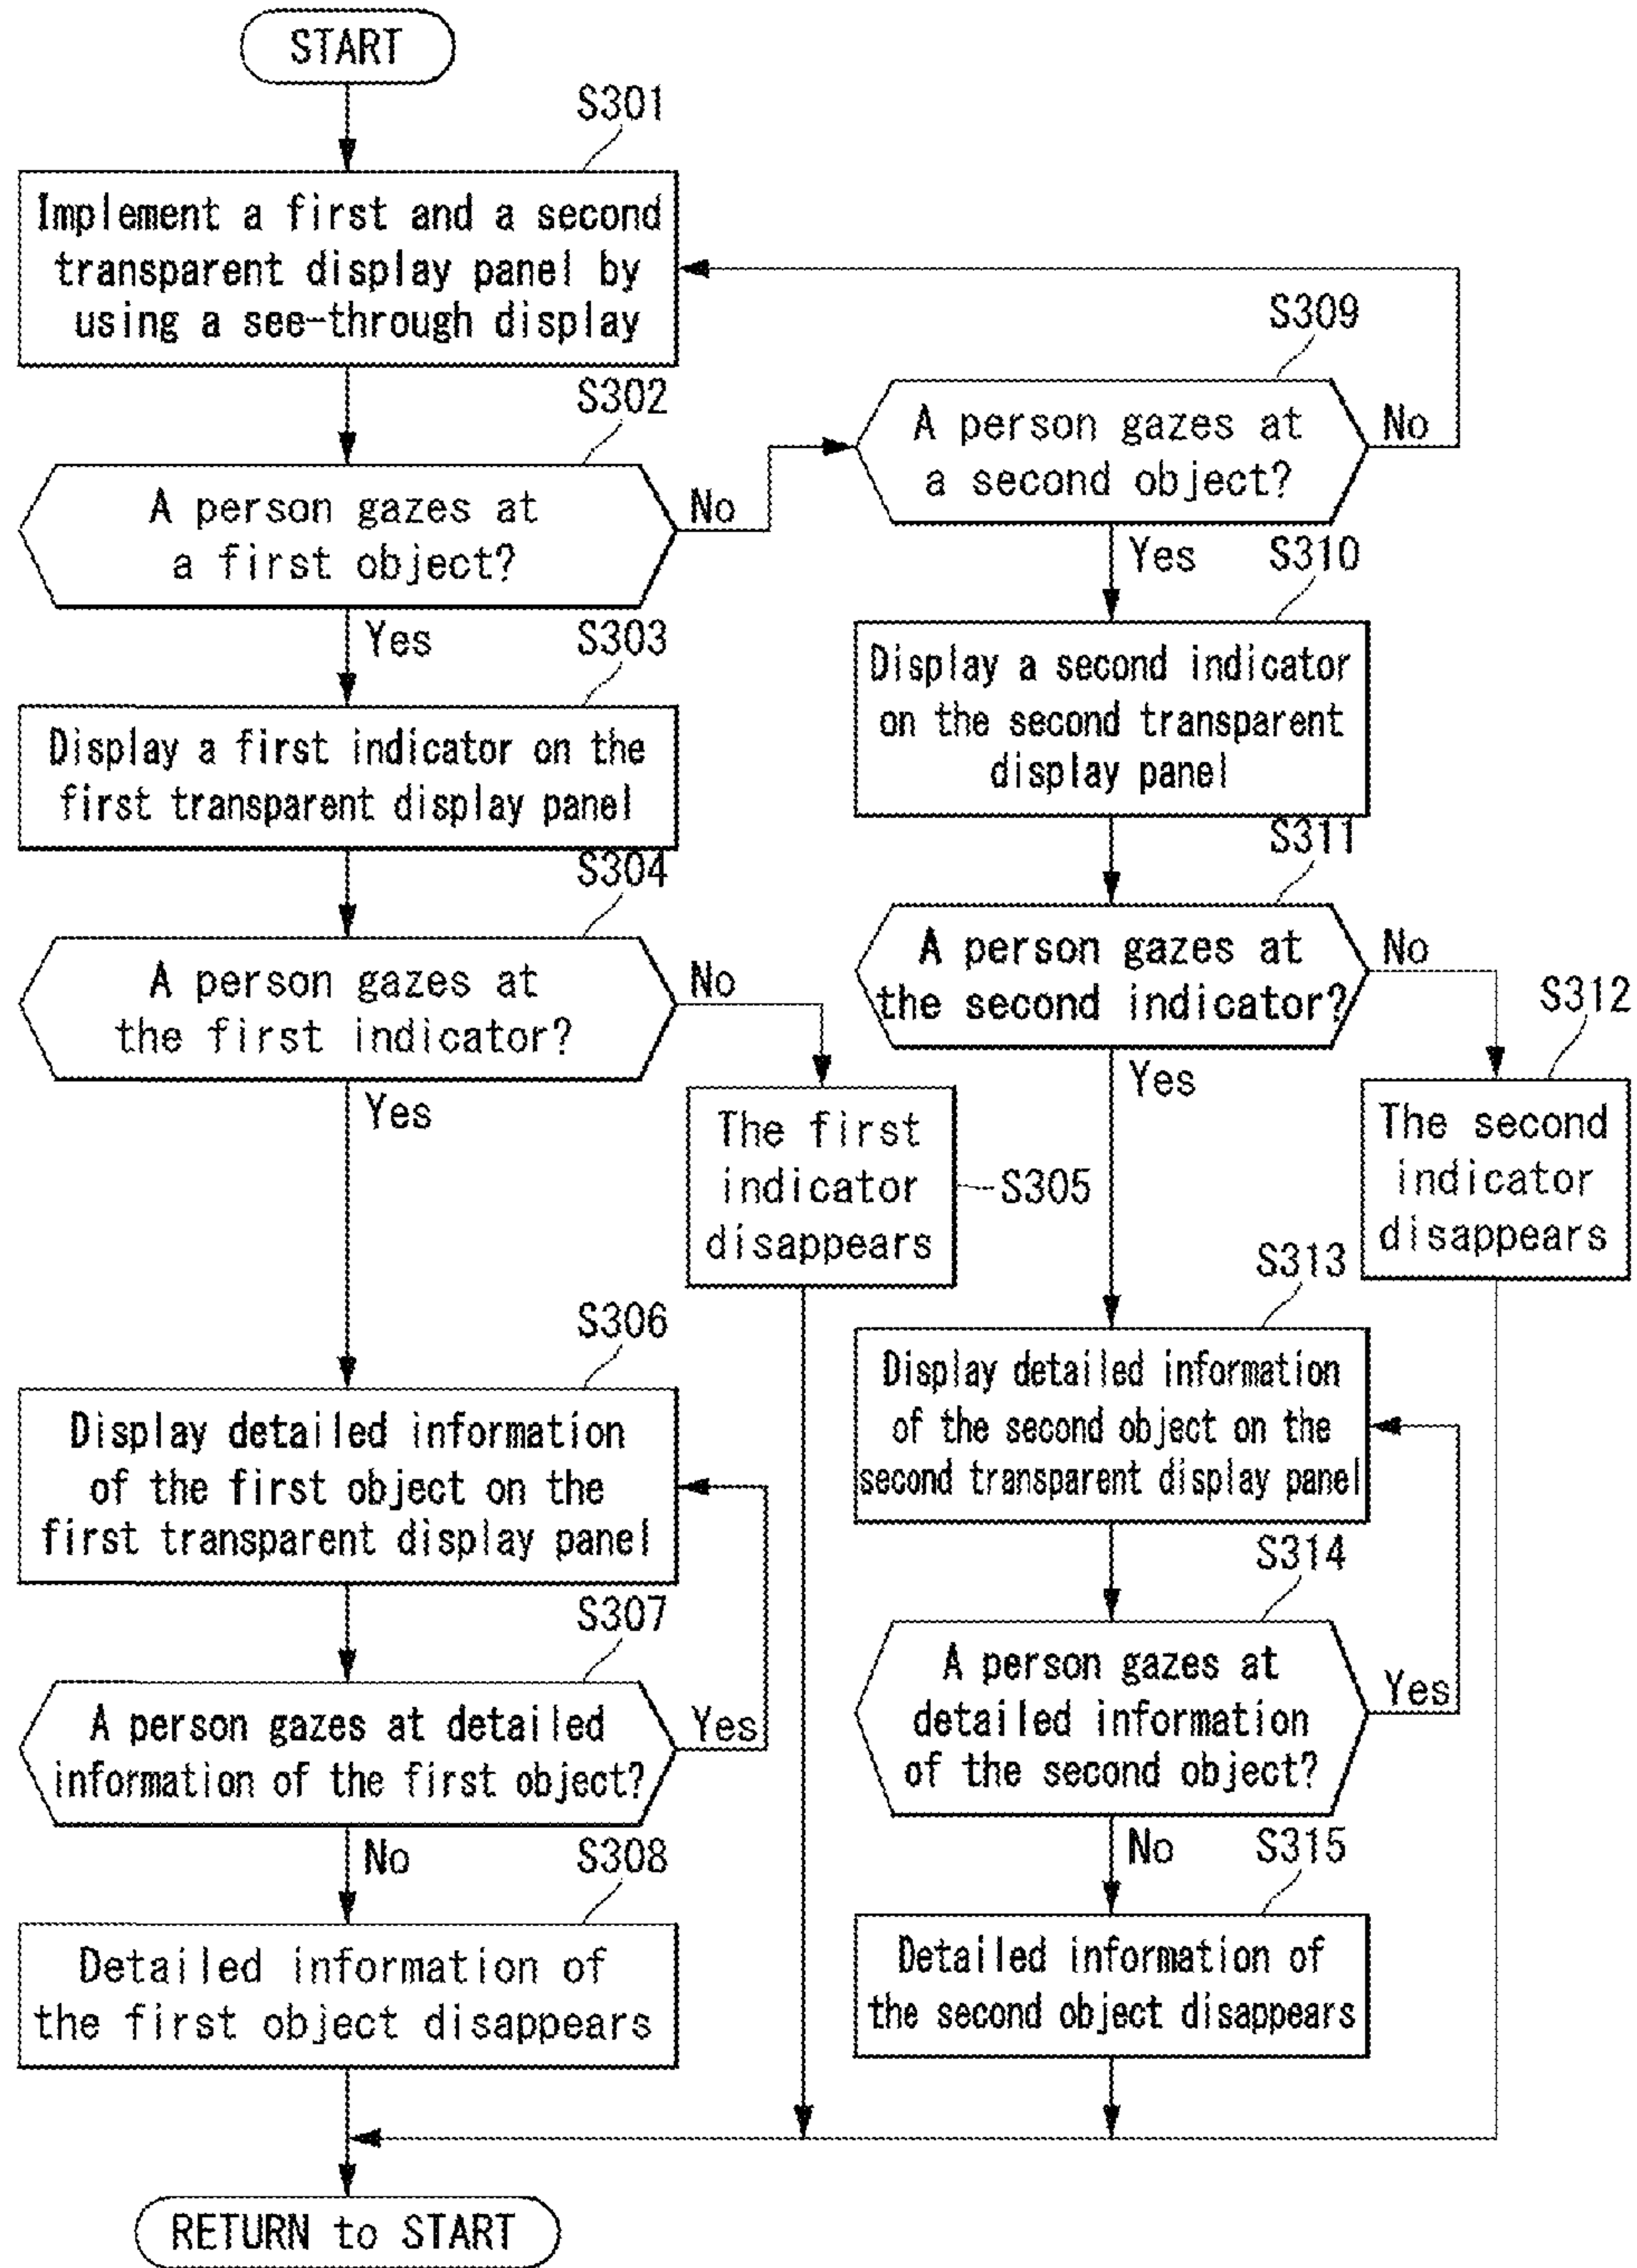 START
S301
Implement a first and a second
transparent display panel by
using a see-through display
S302
A person gazes at
a first object?
No
Yes
S303
Display a first indicator on the
first transparent display panel
S304
A person gazes at
the first indicator?
No
Yes
The first
indicator
disappears
S305
S306
Display detailed information
of the first object on the
first transparent display panel
S307
A person gazes at detailed
information of the first object?
Yes
No
S308
Detailed information of
the first object disappears
S309
A person gazes at
a second object?
No
Yes
S310
Display a second indicator
on the second transparent
display panel
S311
A person gazes at
the second indicator?
No
Yes
S312
The second
indicator
disappears
S313
Display detailed information
of the second object on the
second transparent display panel
S314
A person gazes at
detailed information
of the second object?
Yes
No
S315
Detailed information of
the second object disappears
RETURN to START